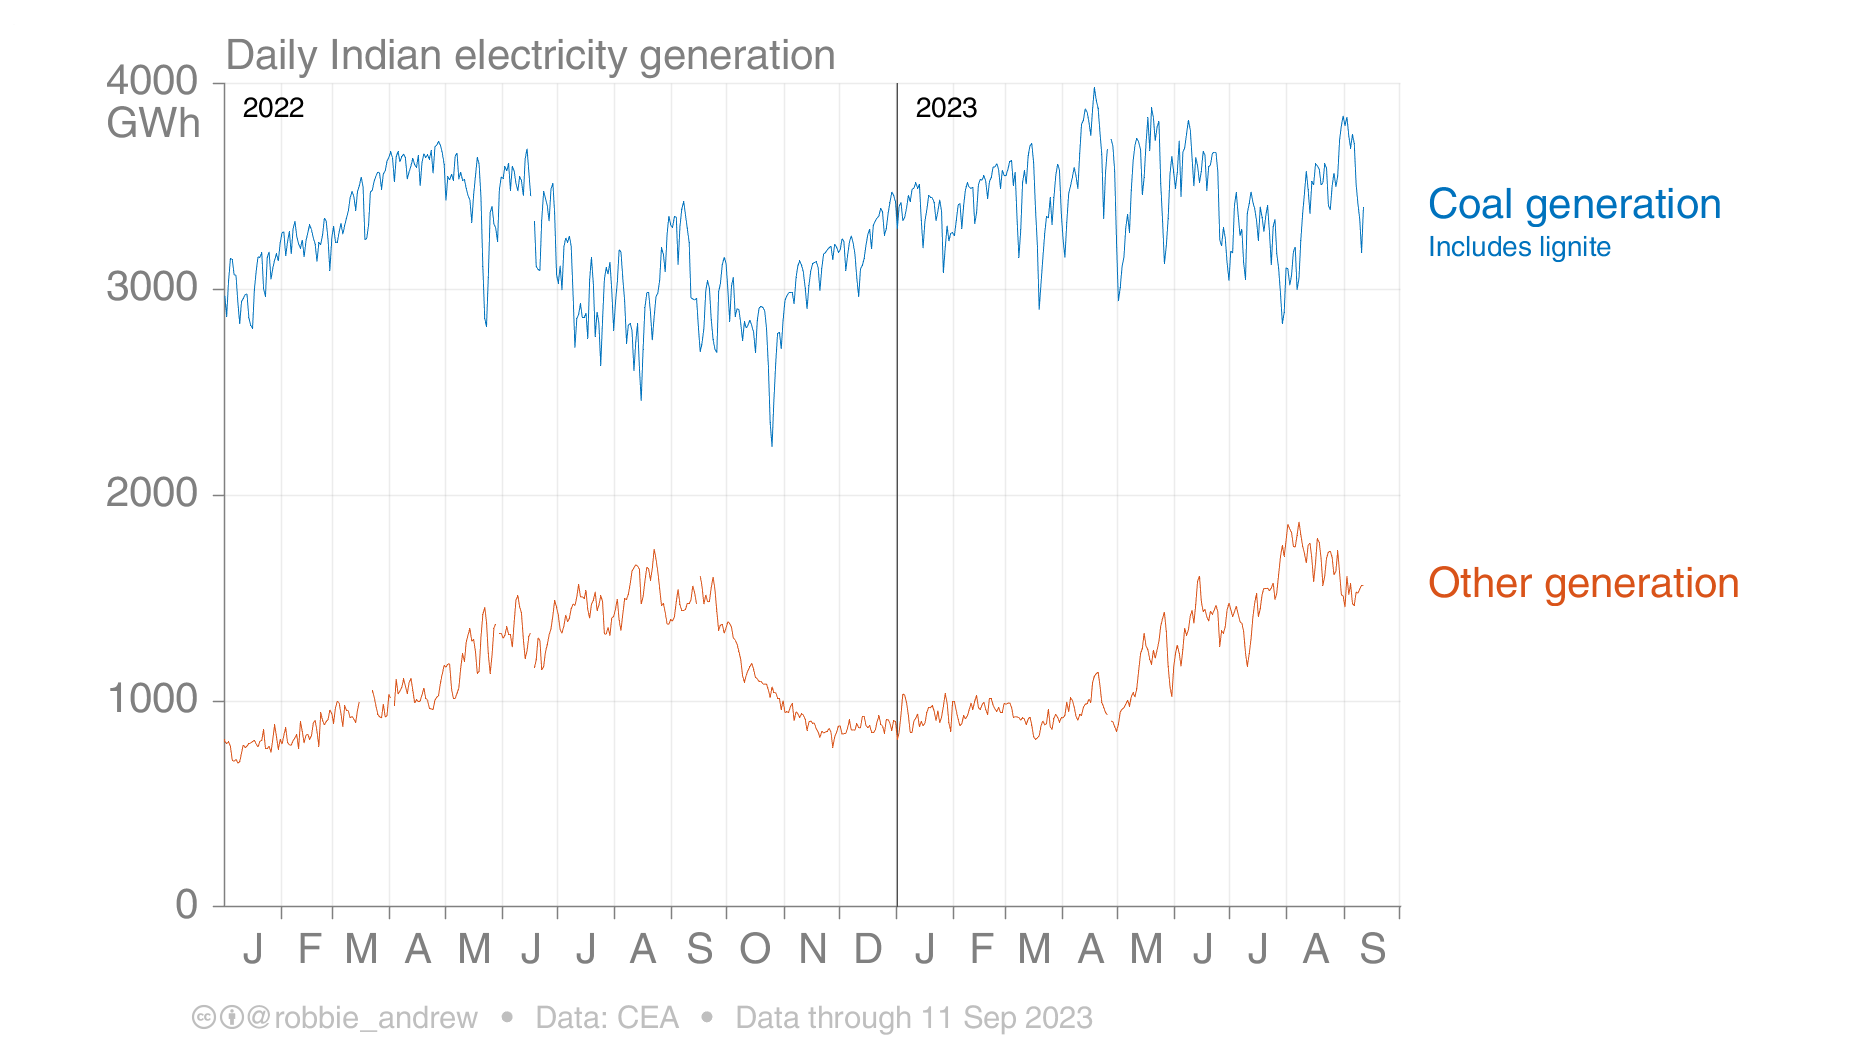 Daily Indian electricity generation
4000
GWh
2022
2023
3000
2000
1000
0
Coal generation
Includes lignite
Other generation
J F M A M J J A S O N D J F M A M J J A S
cc @robbie_andrew • Data: CEA • Data through 11 Sep 2023